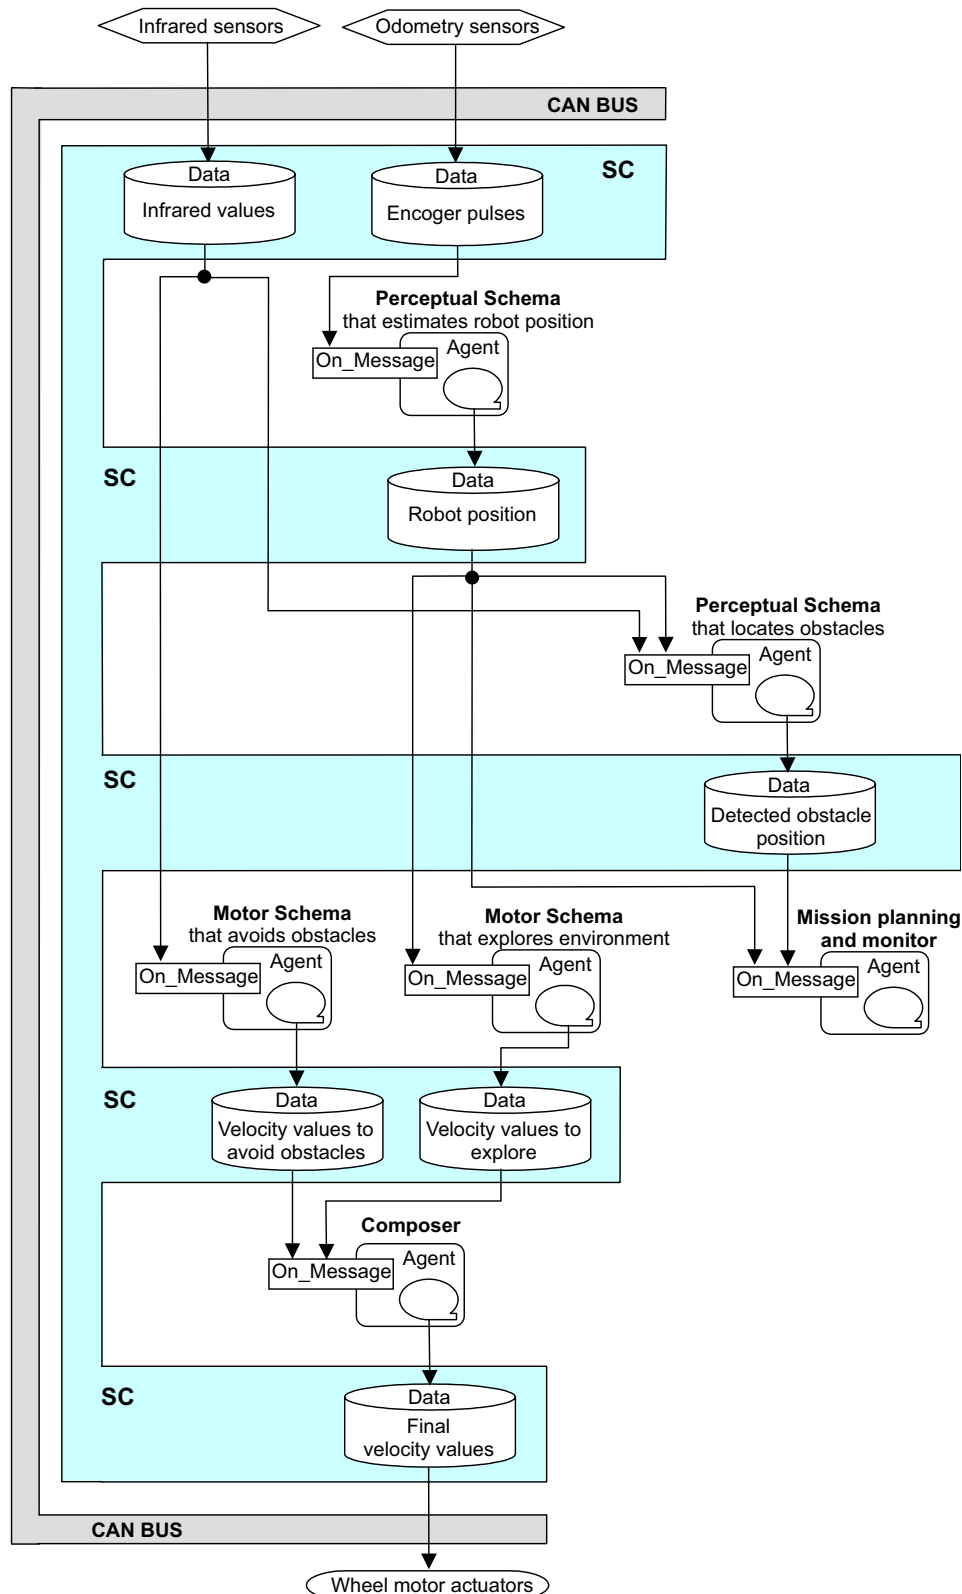 Infrared sensors
Odometry sensors
CAN BUS
SC
Data
Infrared values
Data
Encoger pulses
Perceptual Schema
that estimates robot position
On_Message
Agent
SC
Data
Robot position
Perceptual Schema
that locates obstacles
On_Message
Agent
SC
Data
Detected obstacle
position
Motor Schema
that avoids obstacles
On_Message
Agent
Motor Schema
that explores environment
On_Message
Agent
Mission planning
and monitor
On_Message
Agent
SC
Data
Velocity values to
avoid obstacles
Data
Velocity values to
explore
Composer
On_Message
Agent
SC
Data
Final
velocity values
CAN BUS
Wheel motor actuators